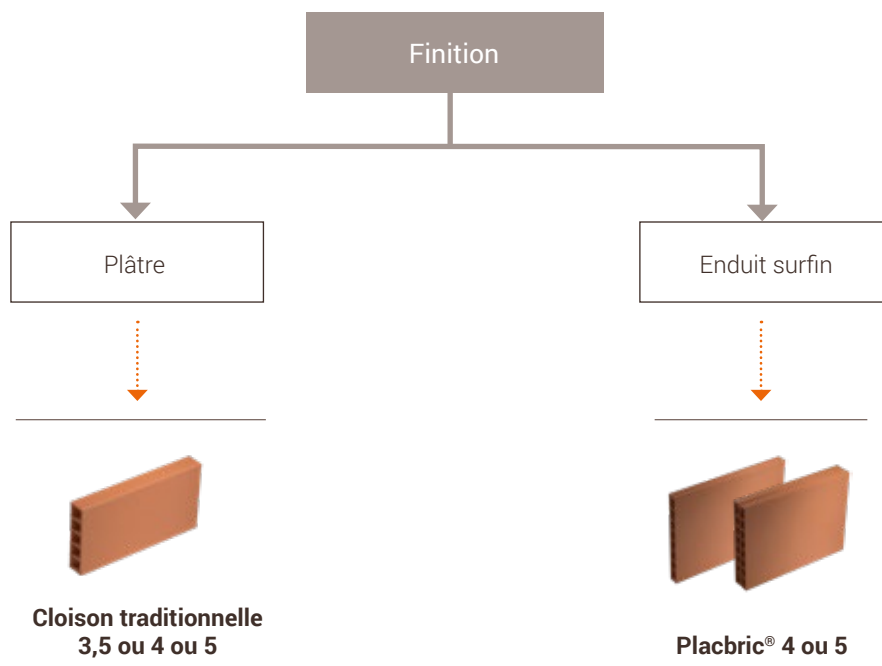 Finition
Plâtre
Enduit surfin
Cloison traditionnelle
3,5 ou 4 ou 5
Placbric® 4 ou 5